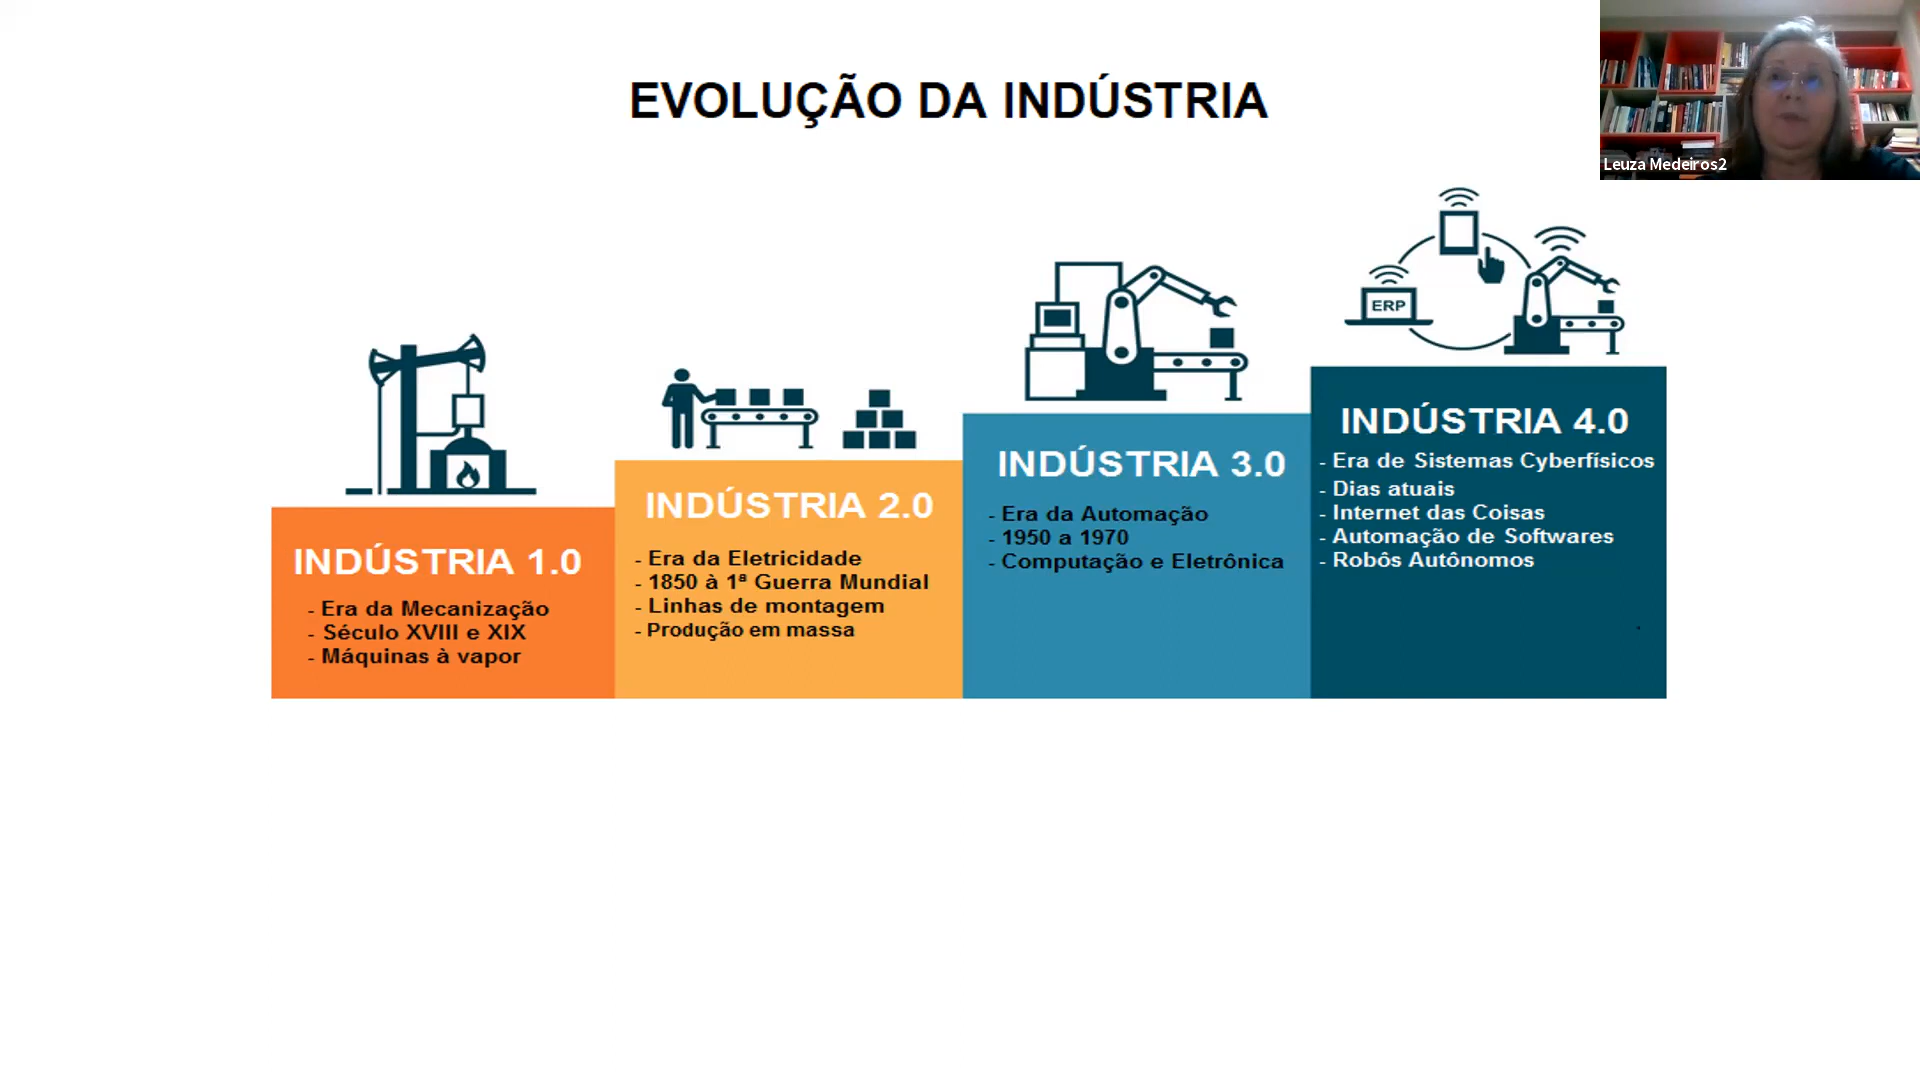 EVOLUÇÃO DA INDÚSTRIA
Leuza Medeiros2
ERP
INDÚSTRIA 1.0
- Era da Mecanização
- Século XVIII e XIX
- Máquinas à vapor
INDÚSTRIA 2.0
- Era da Eletricidade
- 1850 à 1ª Guerra Mundial
- Linhas de montagem
- Produção em massa
INDÚSTRIA 3.0
- Era da Automação
- 1950 a 1970
- Computação e Eletrônica
INDÚSTRIA 4.0
- Era de Sistemas Cyberfísicos
- Dias atuais
- Internet das Coisas
- Automação de Softwares
- Robôs Autônomos